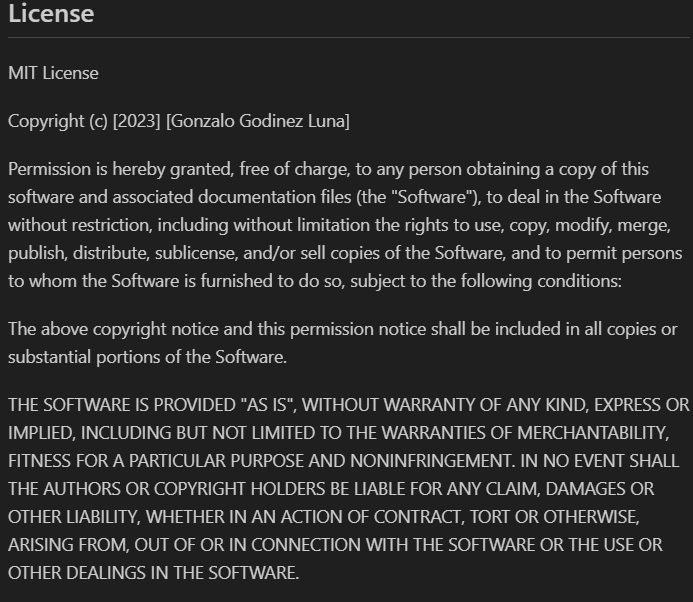 License
MIT License
Copyright (c) [2023] [Gonzalo Godinez Luna]
Permission is hereby granted, free of charge, to any person obtaining a copy of this
software and associated documentation files (the "Software"), to deal in the Software
without restriction, including without limitation the rights to use, copy, modify, merge,
publish, distribute, sublicense, and/or sell copies of the Software, and to permit persons
to whom the Software is furnished to do so, subject to the following conditions:
The above copyright notice and this permission notice shall be included in all copies or
substantial portions of the Software.
THE SOFTWARE IS PROVIDED "AS IS", WITHOUT WARRANTY OF ANY KIND, EXPRESS OR
IMPLIED, INCLUDING BUT NOT LIMITED TO THE WARRANTIES OF MERCHANTABILITY,
FITNESS FOR A PARTICULAR PURPOSE AND NONINFRINGEMENT. IN NO EVENT SHALL
THE AUTHORS OR COPYRIGHT HOLDERS BE LIABLE FOR ANY CLAIM, DAMAGES OR
OTHER LIABILITY, WHETHER IN AN ACTION OF CONTRACT, TORT OR OTHERWISE,
ARISING FROM, OUT OF OR IN CONNECTION WITH THE SOFTWARE OR THE USE OR
OTHER DEALINGS IN THE SOFTWARE.